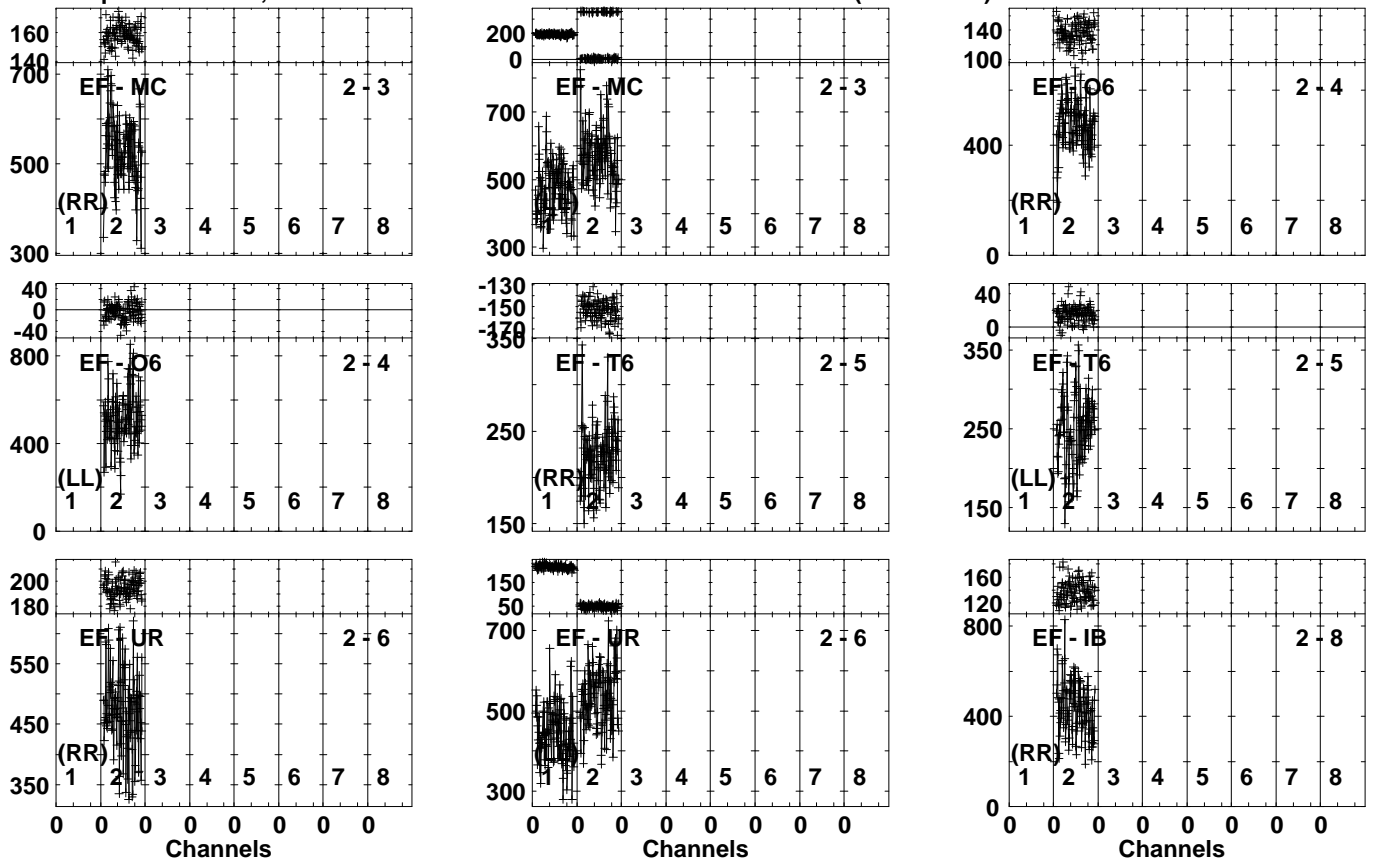 160
140
700
500
300
EF - MC 2 - 3
(RR)
1 2 3 4 5 6 7 8
200
0
700
500
300
EF - MC 2 - 3
(LL)
1 2 3 4 5 6 7 8
140
100
400
0
EF - O6 2 - 4
(RR)
1 2 3 4 5 6 7 8
40
0
-40
800
400
0
EF - O6 2 - 4
(LL)
1 2 3 4 5 6 7 8
-130
-150
-170
350
250
150
EF - T6 2 - 5
(RR)
1 2 3 4 5 6 7 8
40
0
350
250
150
EF - T6 2 - 5
(LL)
1 2 3 4 5 6 7 8
200
180
550
450
350
EF - UR 2 - 6
(RR)
1 2 3 4 5 6 7 8
0 0 0 0 0 0 0 0
Channels
150
50
700
500
300
EF - UR 2 - 6
(LL)
1 2 3 4 5 6 7 8
0 0 0 0 0 0 0 0
Channels
160
120
800
400
0
EF - IB 2 - 8
(RR)
1 2 3 4 5 6 7 8
0 0 0 0 0 0 0 0
Channels